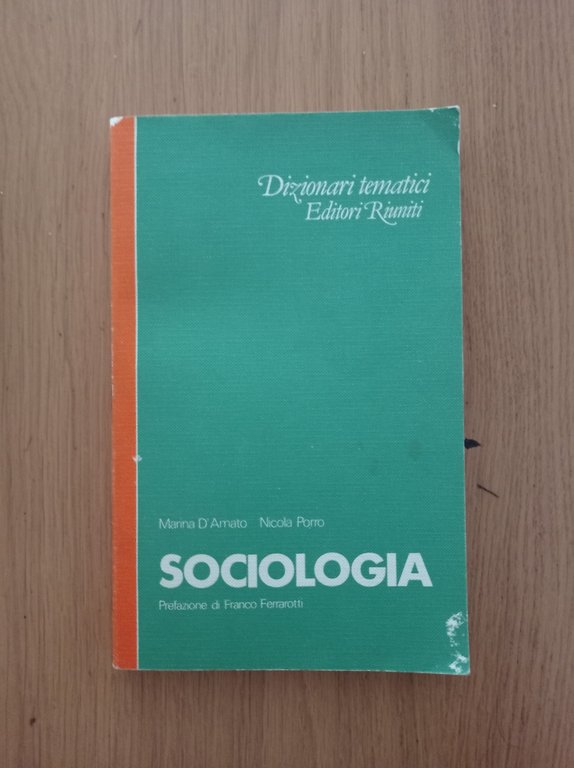 Dizionari tematici
Editori Riuniti
Marina D'Amato Nicola Porro
SOCIOLOGIA
Prefazione di Franco Ferrarotti